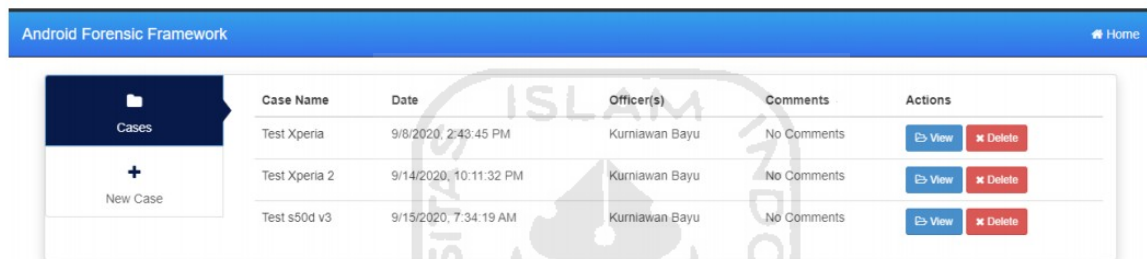 Android Forensic Framework
Home
Cases
New Case
Case Name Date Officer(s) Comments Actions
Test Xperia 9/8/2020, 2:43:45 PM Kurniawan Bayu No Comments View Delete
Test Xperia 2 9/14/2020, 10:11:32 PM Kurniawan Bayu No Comments View Delete
Test s50d v3 9/15/2020, 7:34:19 AM Kurniawan Bayu No Comments View Delete
ISLAM
SITAS
INDO